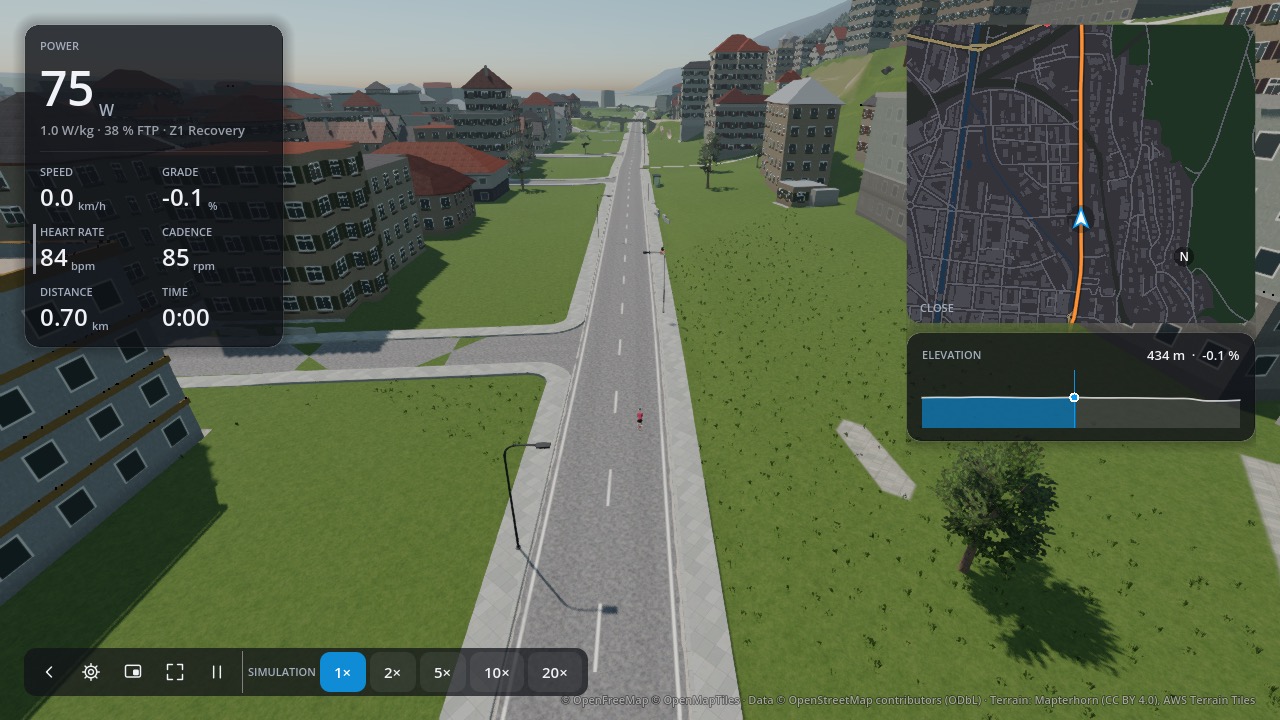 POWER
75 W
1.0 W/kg · 38 % FTP · Z1 Recovery
SPEED GRADE
0.0 km/h -0.1 %
HEART RATE CADENCE
84 bpm 85 rpm
DISTANCE TIME
0.70 km 0:00
N
CLOSE
ELEVATION 434 m · -0.1 %
SIMULATION 1× 2× 5× 10× 20×
© OpenFreeMap © OpenMapTiles · Data © OpenStreetMap contributors (ODbL) · Terrain: Mapterhorn (CC BY 4.0), AWS Terrain Tiles